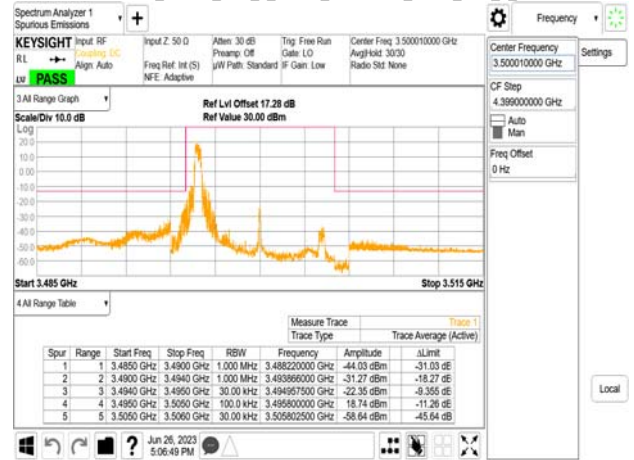 Spectrum Analyzer 1
Spurious Emissions
Frequency
KEYSIGHT Input: RF
Coupling: DC
Align: Auto
RL
LW PASS
Input Z: 50 Ω
Freq Ref: Int (S)
NFE: Adaptive
Atten: 30 dB
Preamp: Off
µW Path: Standard
Trig: Free Run
Gate: LO
IF Gain: Low
Center Freq: 3.500010000 GHz
Avg|Hold: 30/30
Radio Std: None
Center Frequency
3.500010000 GHz
Settings
CF Step
4.399000000 GHz
Auto
Man
Freq Offset
0 Hz
Local
3 All Range Graph
Scale/Div 10.0 dB
Ref Lvl Offset 17.28 dB
Ref Value 30.00 dBm
Log
20.0
10.0
0.00
-10.0
-20.0
-30.0
-40.0
-50.0
-60.0
Start 3.485 GHz
Stop 3.515 GHz
4 All Range Table
Measure Trace Trace 1
Trace Type Trace Average (Active)
Spur Range Start Freq Stop Freq RBW Frequency Amplitude ΔLimit
1 1 3.4850 GHz 3.4900 GHz 1.000 MHz 3.488220000 GHz -44.03 dBm -31.03 dB
2 2 3.4900 GHz 3.4940 GHz 1.000 MHz 3.493866000 GHz -31.27 dBm -18.27 dB
3 3 3.4940 GHz 3.4950 GHz 30.00 kHz 3.494957500 GHz -22.35 dBm -9.355 dB
4 4 3.4950 GHz 3.5050 GHz 100.0 kHz 3.495800000 GHz 18.74 dBm -11.26 dB
5 5 3.5050 GHz 3.5060 GHz 30.00 kHz 3.505802500 GHz -58.64 dBm -45.64 dB
Jun 26, 2023
5:06:49 PM